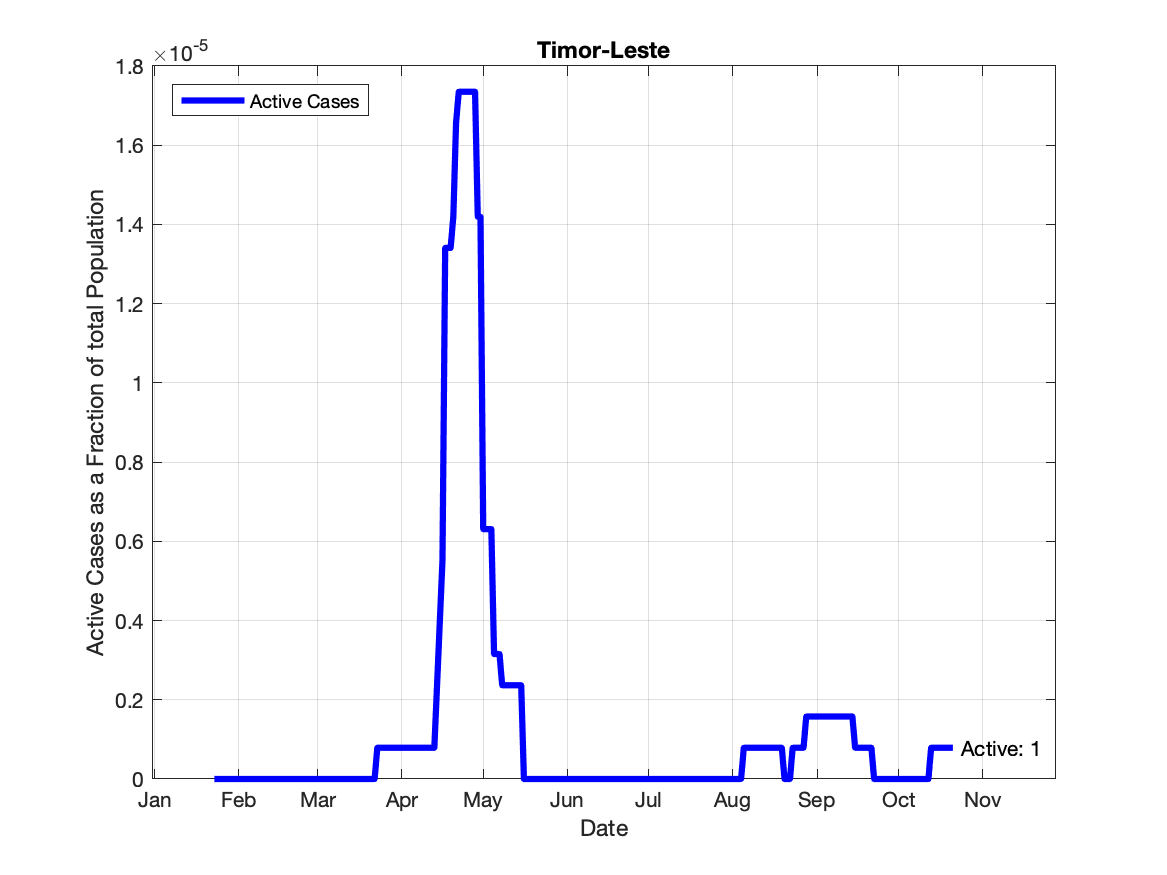 Timor-Leste
×10^-5
1.8
1.6
1.4
1.2
1
0.8
0.6
0.4
0.2
0
Active Cases as a Fraction of total Population
Active Cases
Active: 1
Jan Feb Mar Apr May Jun Jul Aug Sep Oct Nov
Date